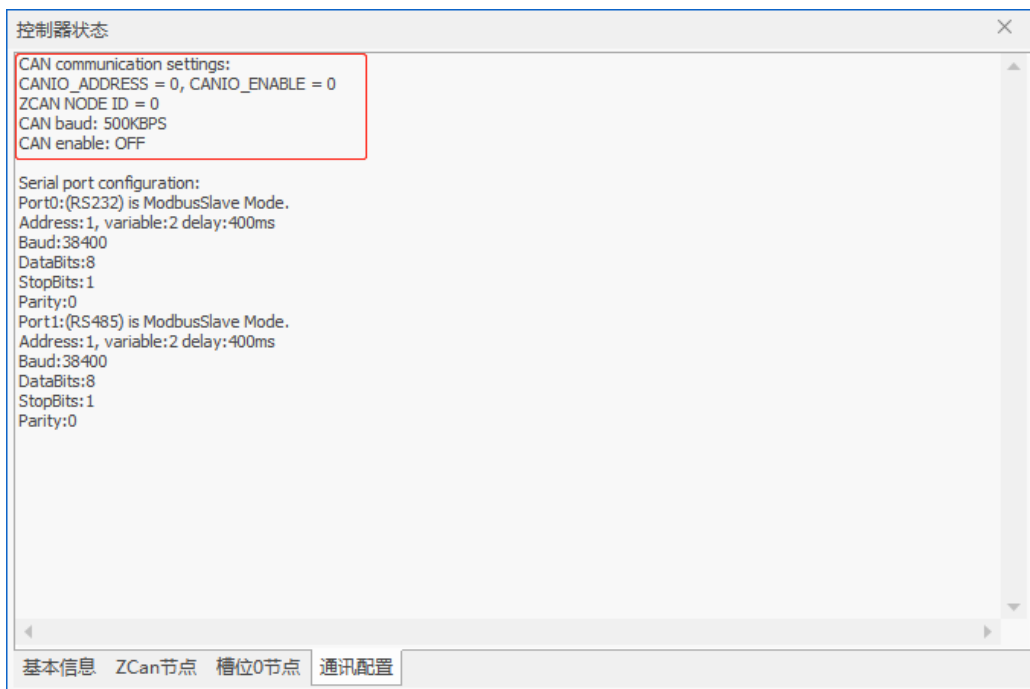 控制器状态
CAN communication settings:
CANIO_ADDRESS = 0, CANIO_ENABLE = 0
ZCAN NODE ID = 0
CAN baud: 500KBPS
CAN enable: OFF
Serial port configuration:
Port0:(RS232) is ModbusSlave Mode.
Address:1, variable:2 delay:400ms
Baud:38400
DataBits:8
StopBits:1
Parity:0
Port1:(RS485) is ModbusSlave Mode.
Address:1, variable:2 delay:400ms
Baud:38400
DataBits:8
StopBits:1
Parity:0
基本信息 ZCan节点 槽位0节点 通讯配置